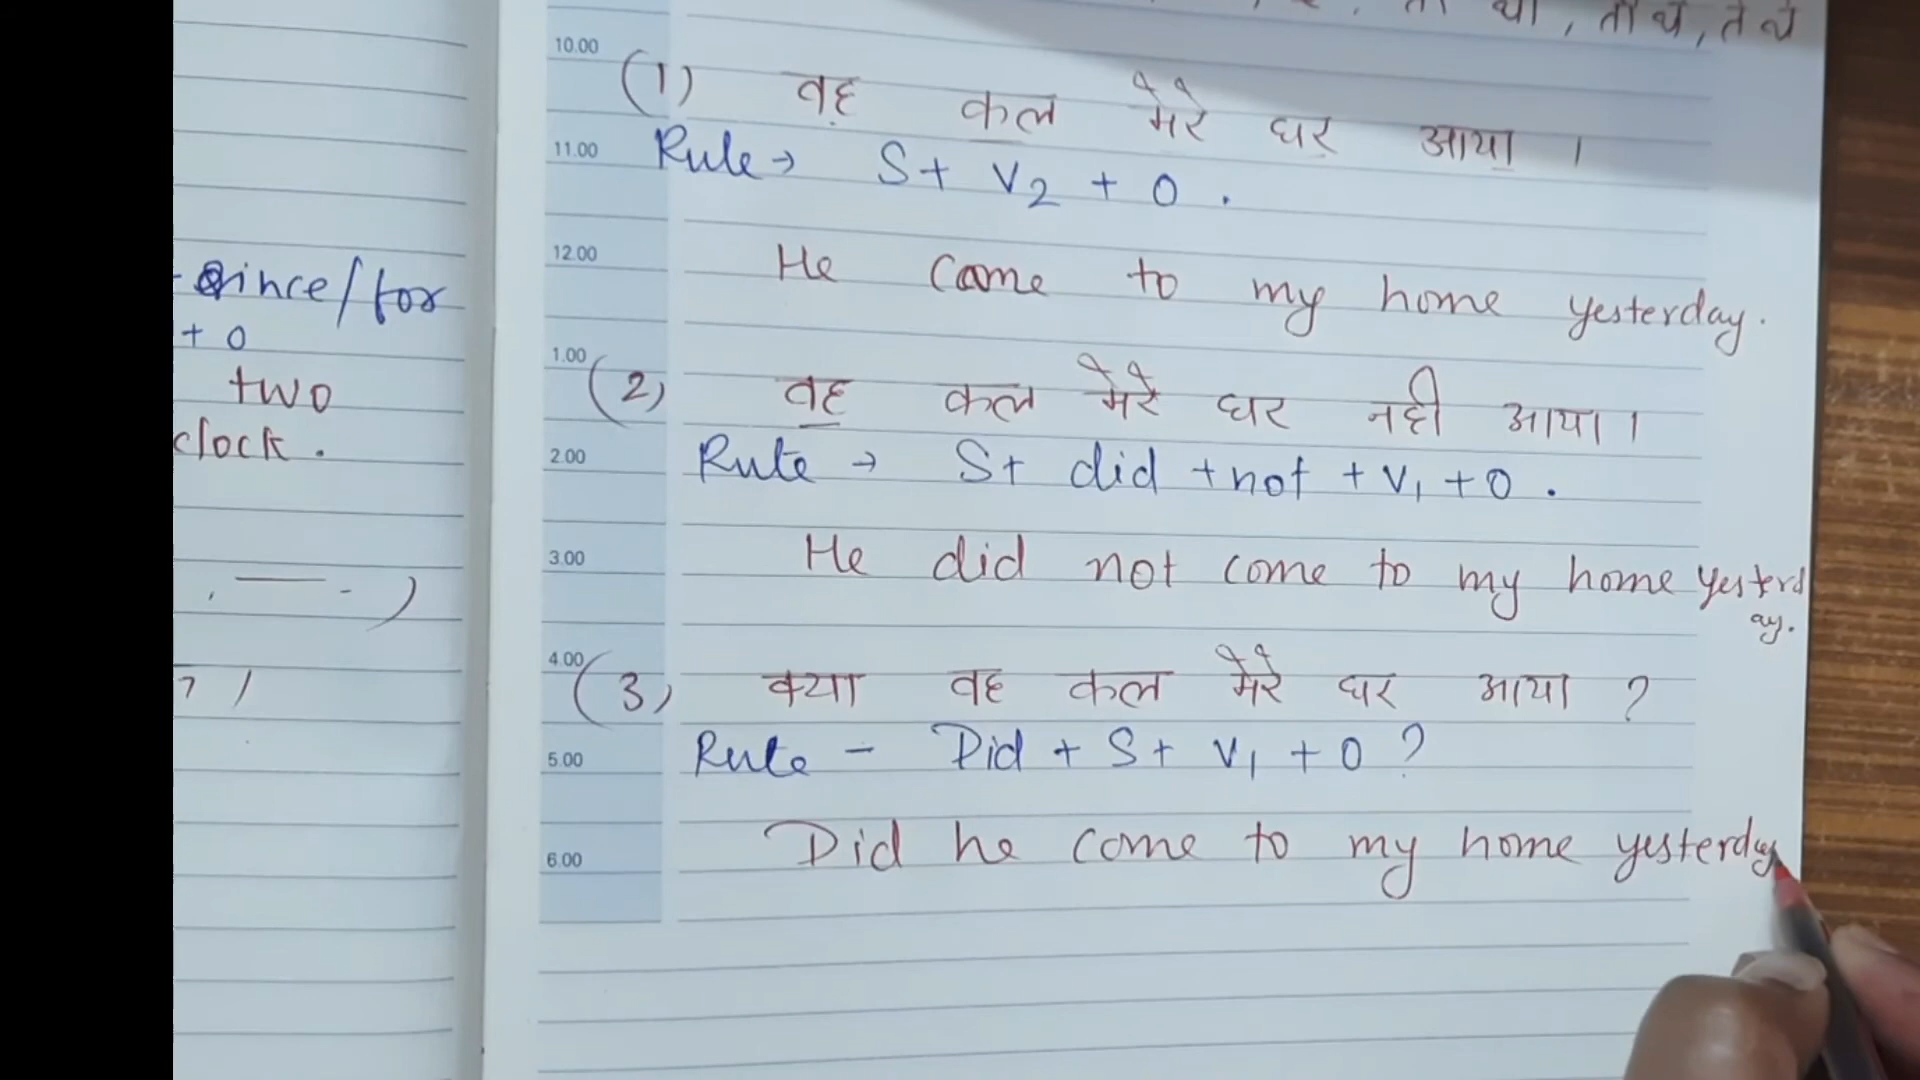 since/for
+ o
two
clock.
10.00
(1) वह कल मेरे घर आया ।
11.00
Rule → S + V2 + O .
12.00
He came to my home yesterday.
1.00
(2) वह कल मेरे घर नही आया ।
2.00
Rule → S + did + not + V1 + O .
3.00
He did not come to my home yesterd
ay.
4.00
(3) क्या वह कल मेरे घर आया ?
5.00
Rule - Did + S + V1 + O ?
6.00
Did he come to my home yesterday